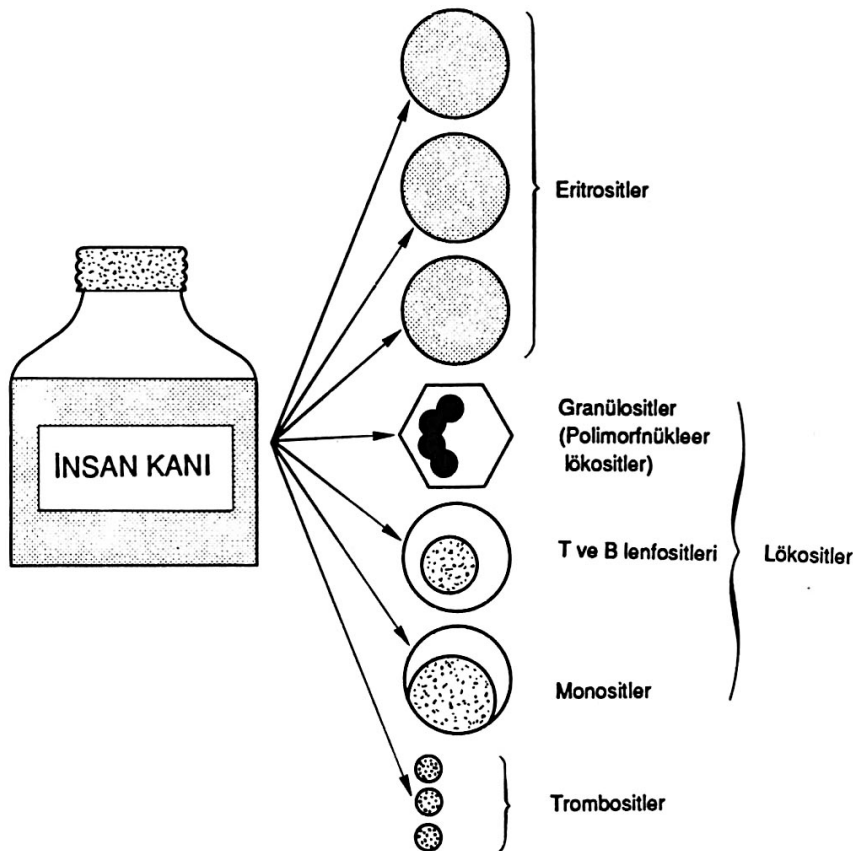 Eritrositler
İNSAN KANI
Granülositler
(Polimorfnükleer
lökositler)
T ve B lenfositleri
Lökositler
Monositler
Trombositler